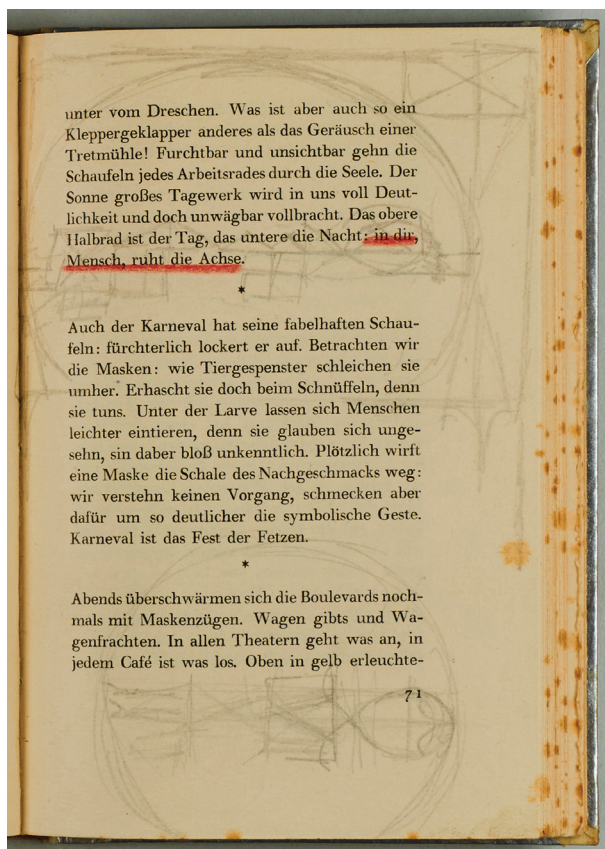 unter vom Dreschen. Was ist aber auch so ein
Kleppergeklapper anderes als das Geräusch einer
Tretmühle! Furchtbar und unsichtbar gehn die
Schaufeln jedes Arbeitsrades durch die Seele. Der
Sonne großes Tagewerk wird in uns voll Deut-
lichkeit und doch unwägbar vollbracht. Das obere
Halbrad ist der Tag, das untere die Nacht: in dir,
Mensch, ruht die Achse.
*
Auch der Karneval hat seine fabelhaften Schau-
feln: fürchterlich lockert er auf. Betrachten wir
die Masken: wie Tiergespenster schleichen sie
umher. Erhascht sie doch beim Schnüffeln, denn
sie tuns. Unter der Larve lassen sich Menschen
leichter eintieren, denn sie glauben sich unge-
sehn, sin daber bloß unkenntlich. Plötzlich wirft
eine Maske die Schale des Nachgeschmacks weg:
wir verstehn keinen Vorgang, schmecken aber
dafür um so deutlicher die symbolische Geste.
Karneval ist das Fest der Fetzen.
*
Abends überschwärmen sich die Boulevards noch-
mals mit Maskenzügen. Wagen gibts und Wa-
genfrachten. In allen Theatern geht was an, in
jedem Café ist was los. Oben in gelb erleuchte-
71